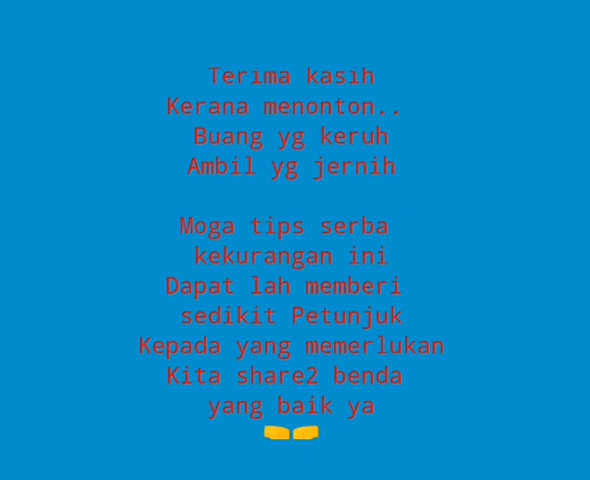 Terima kasih
Kerana menonton..
Buang yg keruh
Ambil yg jernih
Moga tips serba
kekurangan ini
Dapat lah memberi
sedikit Petunjuk
Kepada yang memerlukan
Kita share2 benda
yang baik ya